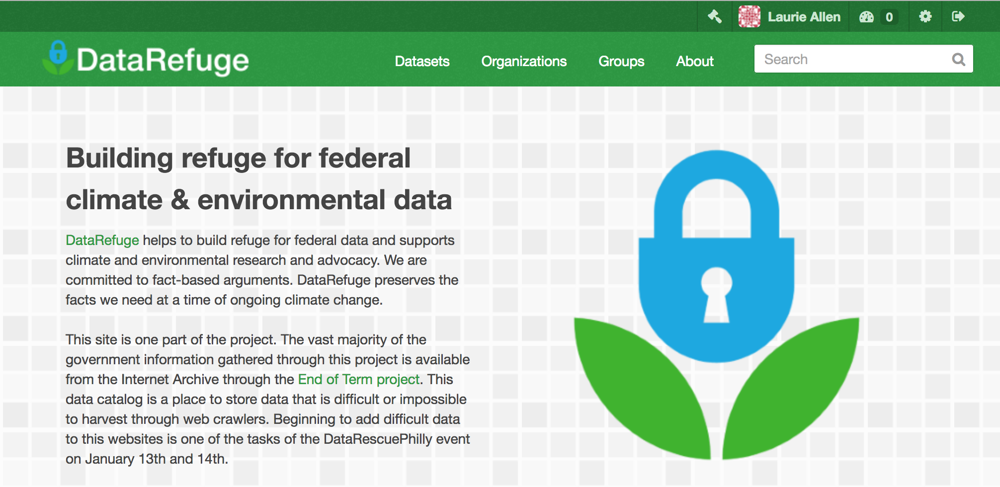 Laurie Allen 0
DataRefuge
Datasets Organizations Groups About Search
Building refuge for federal
climate & environmental data
DataRefuge helps to build refuge for federal data and supports
climate and environmental research and advocacy. We are
committed to fact-based arguments. DataRefuge preserves the
facts we need at a time of ongoing climate change.
This site is one part of the project. The vast majority of the
government information gathered through this project is available
from the Internet Archive through the End of Term project. This
data catalog is a place to store data that is difficult or impossible
to harvest through web crawlers. Beginning to add difficult data
to this websites is one of the tasks of the DataRescuePhilly event
on January 13th and 14th.